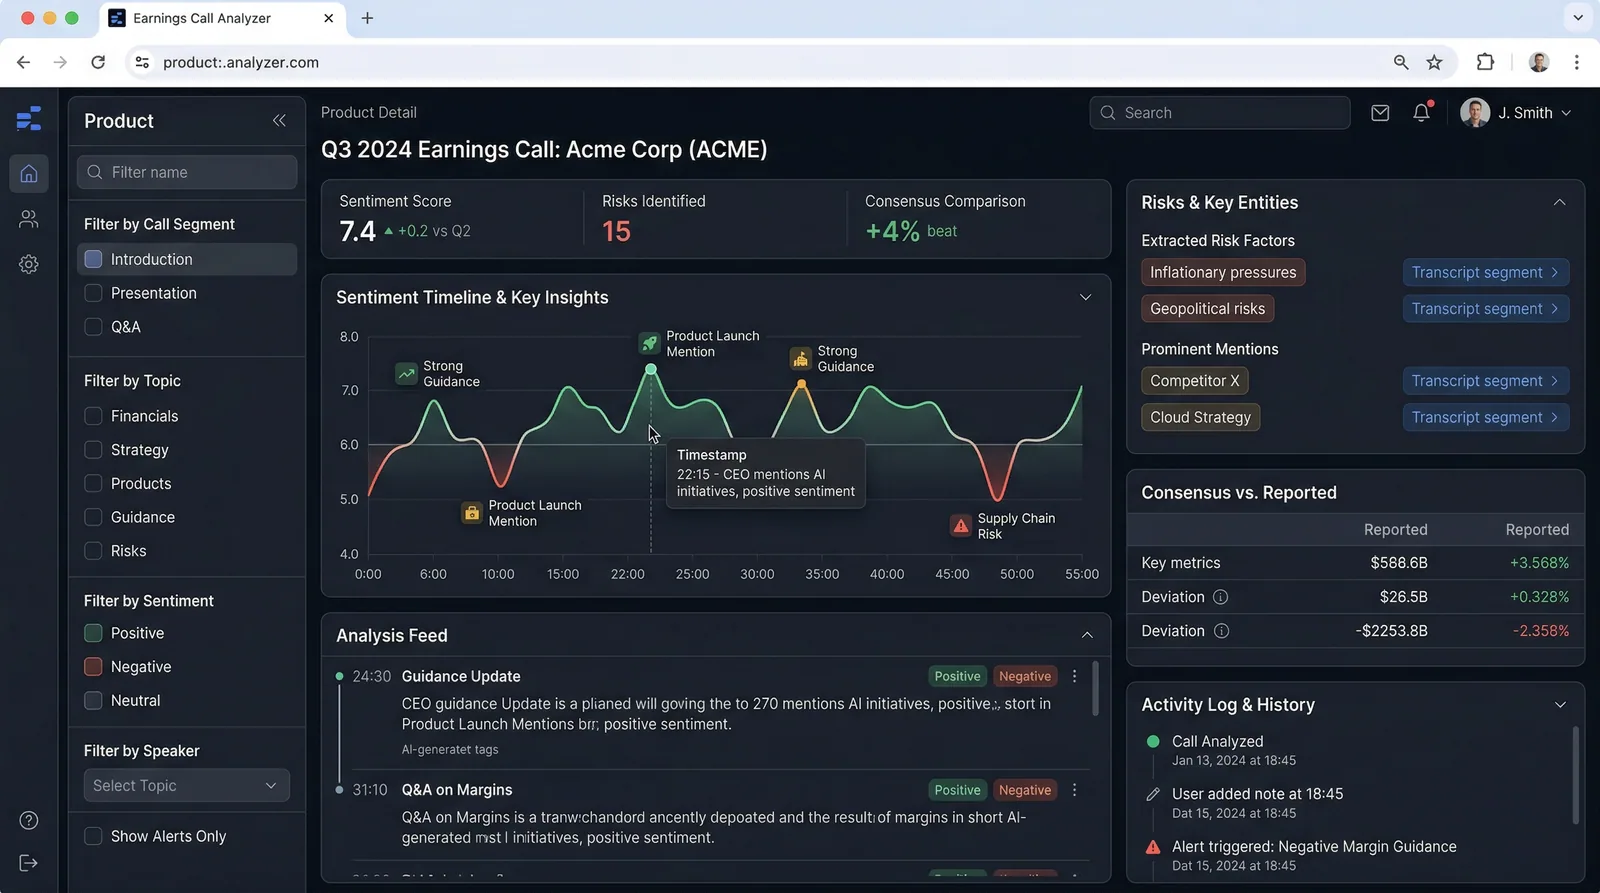 Earnings Call Analyzer
product:.analyzer.com
Product
Filter name
Filter by Call Segment
Introduction
Presentation
Q&A
Filter by Topic
Financials
Strategy
Products
Guidance
Risks
Filter by Sentiment
Positive
Negative
Neutral
Filter by Speaker
Select Topic
Show Alerts Only
Product Detail
Search
J. Smith
Q3 2024 Earnings Call: Acme Corp (ACME)
Sentiment Score
7.4 +0.2 vs Q2
Risks Identified
15
Consensus Comparison
+4% beat
Sentiment Timeline & Key Insights
8.0
7.0
6.0
5.0
4.0
Strong
Guidance
Product Launch
Mention
Strong
Guidance
Product Launch
Mention
Supply Chain
Risk
Timestamp
22:15 - CEO mentions AI
initiatives, positive sentiment
0:00 6:00 10:00 15:00 22:00 25:00 30:00 35:00 40:00 45:00 50:00 55:00
Analysis Feed
24:30 Guidance Update Positive Negative
CEO guidance Update is a will the to 270 mentions AI initiatives, in
Product Launch Mentions positive sentiment.
AI-generatet tags
31:10 Q&A on Margins Positive Negative
Q&A on Margins is a ancently depoated and the of margins in short AI-
generated positive sentiment.
Risks & Key Entities
Extracted Risk Factors
Inflationary pressures Transcript segment
Geopolitical risks Transcript segment
Prominent Mentions
Competitor X Transcript segment
Cloud Strategy Transcript segment
Consensus vs. Reported
Reported Reported
Key metrics $588.6B +3.568%
Deviation $26.5B +0.328%
Deviation -$2253.8B -2.358%
Activity Log & History
Call Analyzed
Jan 13, 2024 at 18:45
User added note at 18:45
Dat 15, 2024 at 18:45
Alert triggered: Negative Margin Guidance
Dat 15, 2024 at 18:45